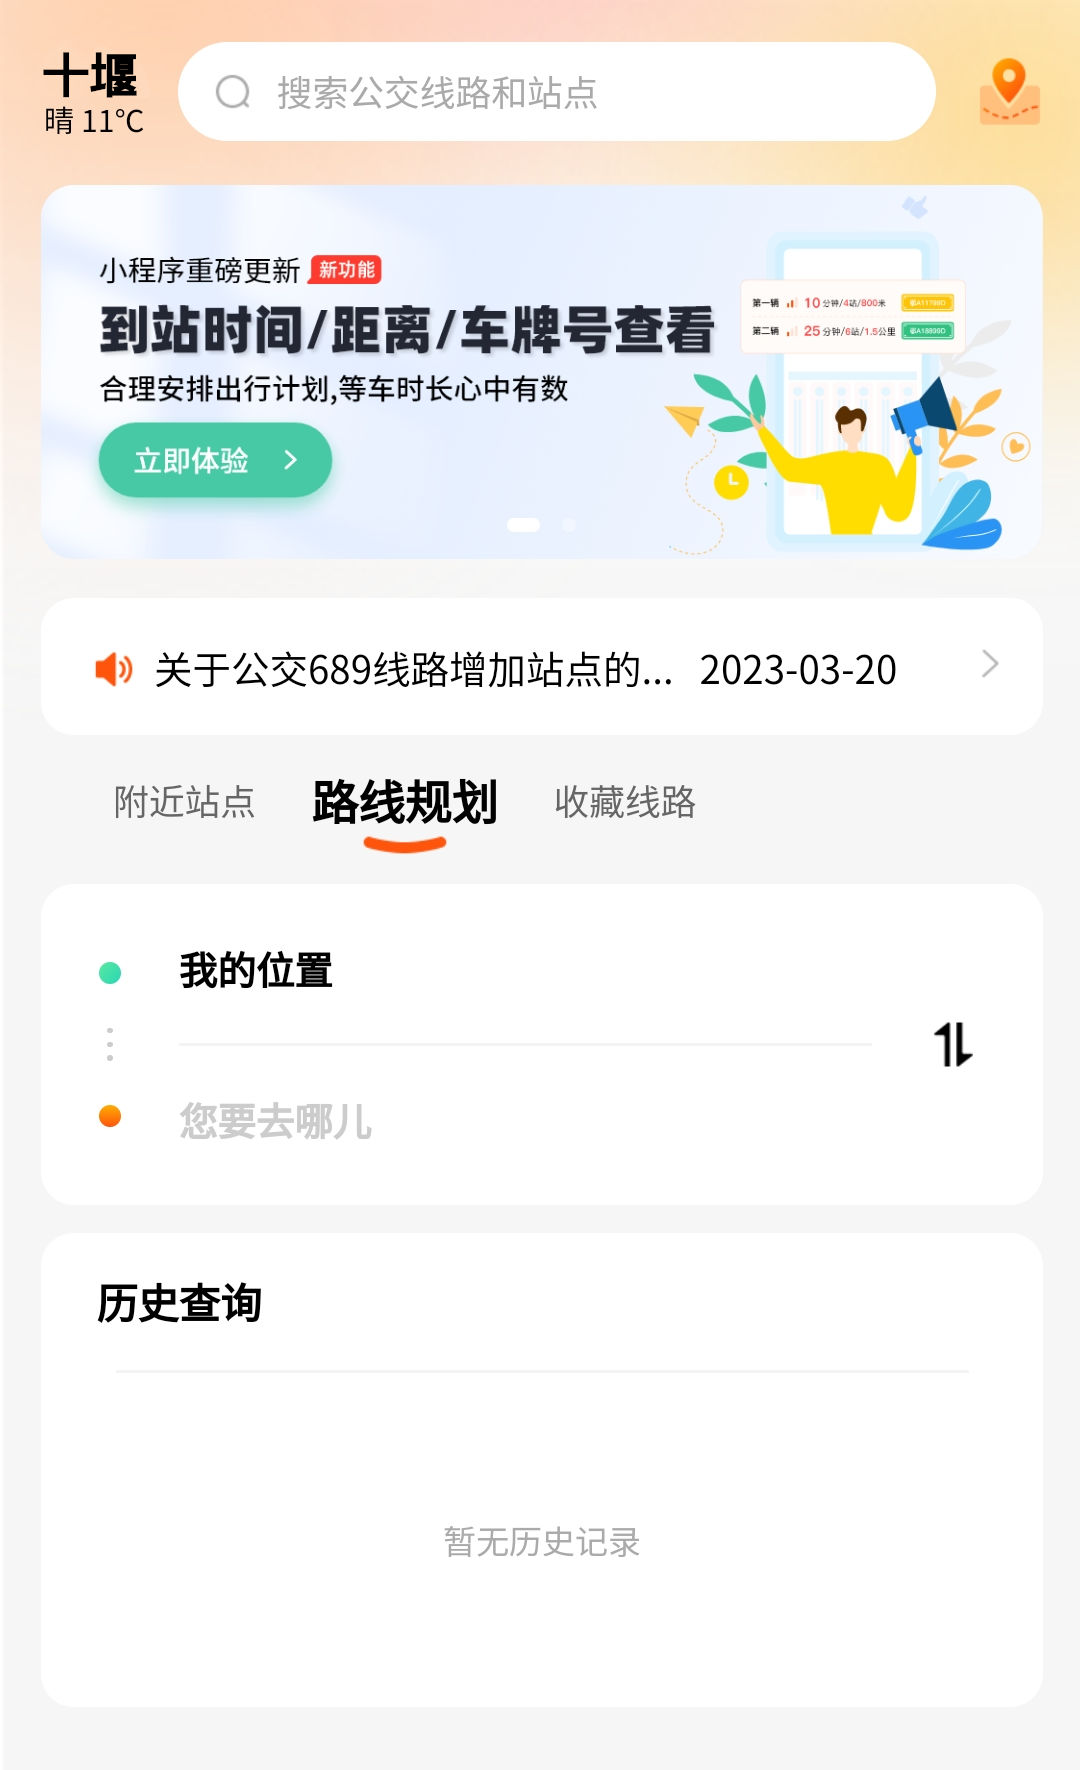 十堰
晴 11℃
搜索公交线路和站点
小程序重磅更新 新功能
到站时间/距离/车牌号查看
合理安排出行计划,等车时长心中有数
立即体验
第一辆 10分钟/4站/800米
第二辆 25分钟/6站/1.5公里
关于公交689线路增加站点的... 2023-03-20
附近站点 路线规划 收藏线路
我的位置
您要去哪儿
历史查询
暂无历史记录